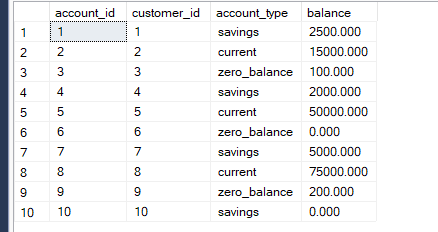 account_id customer_id account_type balance
1 1 1 savings 2500.000
2 2 2 current 15000.000
3 3 3 zero_balance 100.000
4 4 4 savings 2000.000
5 5 5 current 50000.000
6 6 6 zero_balance 0.000
7 7 7 savings 5000.000
8 8 8 current 75000.000
9 9 9 zero_balance 200.000
10 10 10 savings 0.000